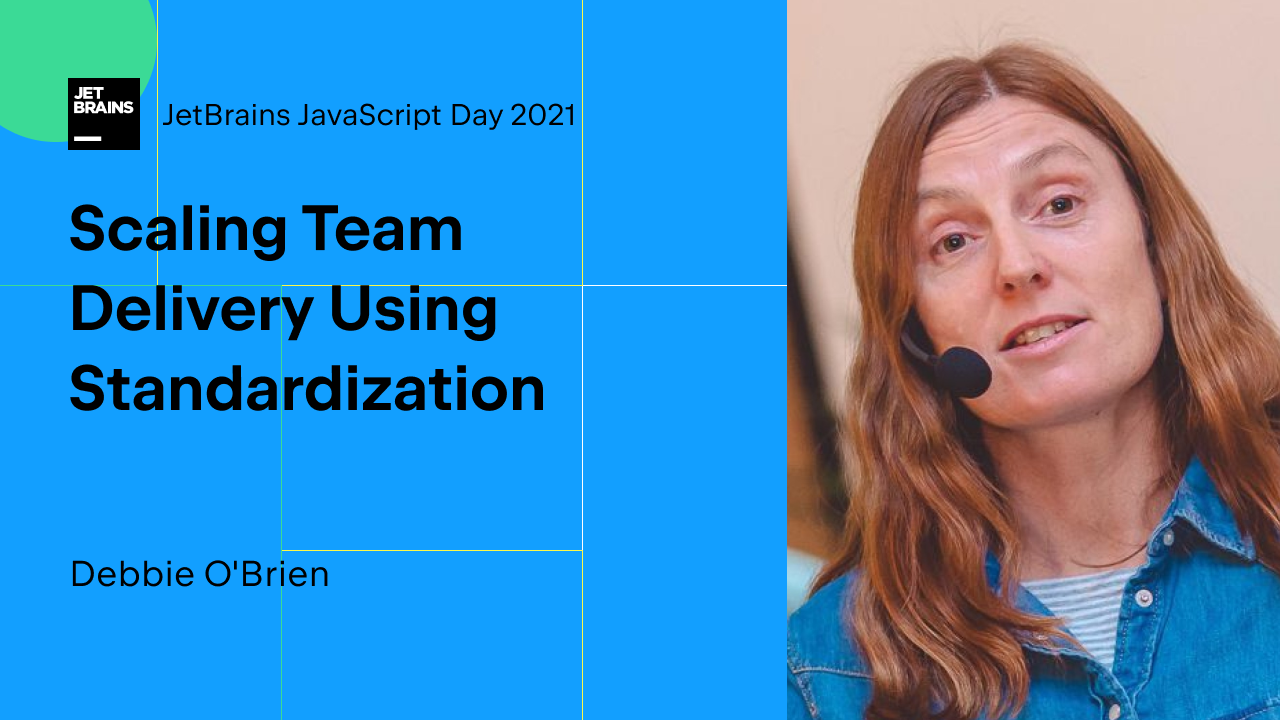 JET
BRAINS
JetBrains JavaScript Day 2021
Scaling Team
Delivery Using
Standardization
Debbie O'Brien